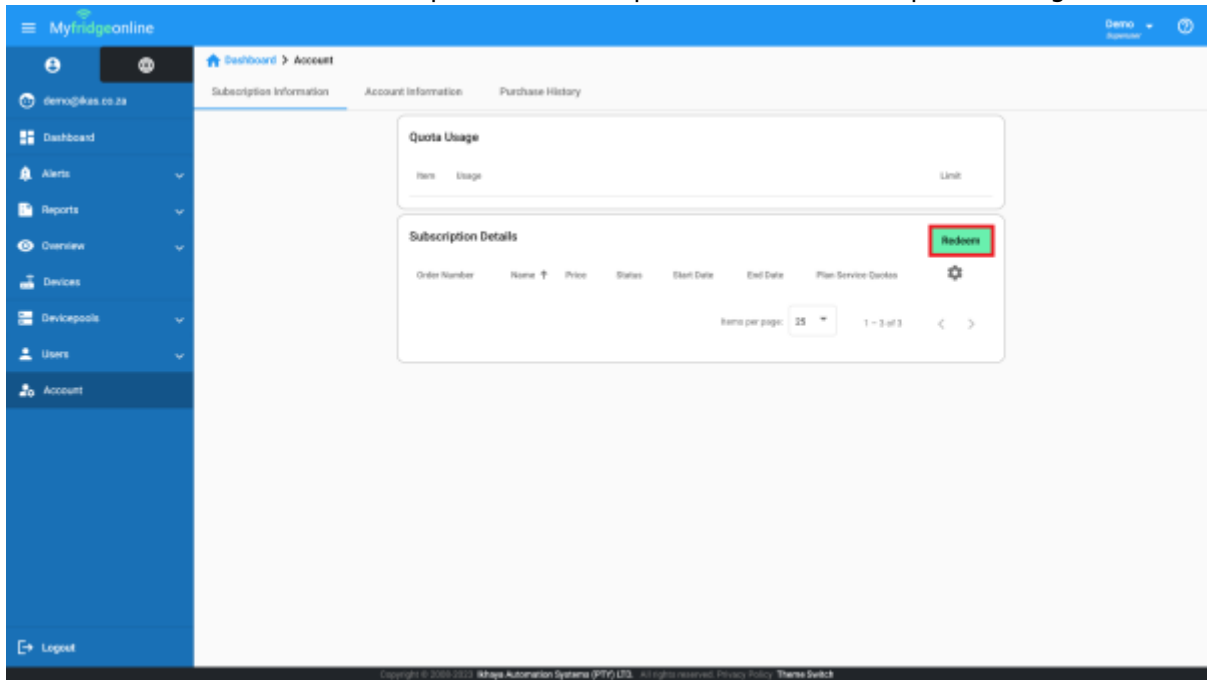 Myfridgeonline
Demo
Superuser
Dashboard > Account
demo@ikas.co.za
Subscription Information Account Information Purchase History
Dashboard
Alerts
Reports
Overview
Devices
Devicepools
Users
Account
Quota Usage
Item Usage Limit
Subscription Details
Redeem
Order Number Name ↑ Price Status Start Date End Date Plan Service Quotas
Items per page: 25 1 – 3 of 3
Logout
Ikhaya Automation Systems (PTY) LTD. All rights reserved. Privacy Policy Theme Switch